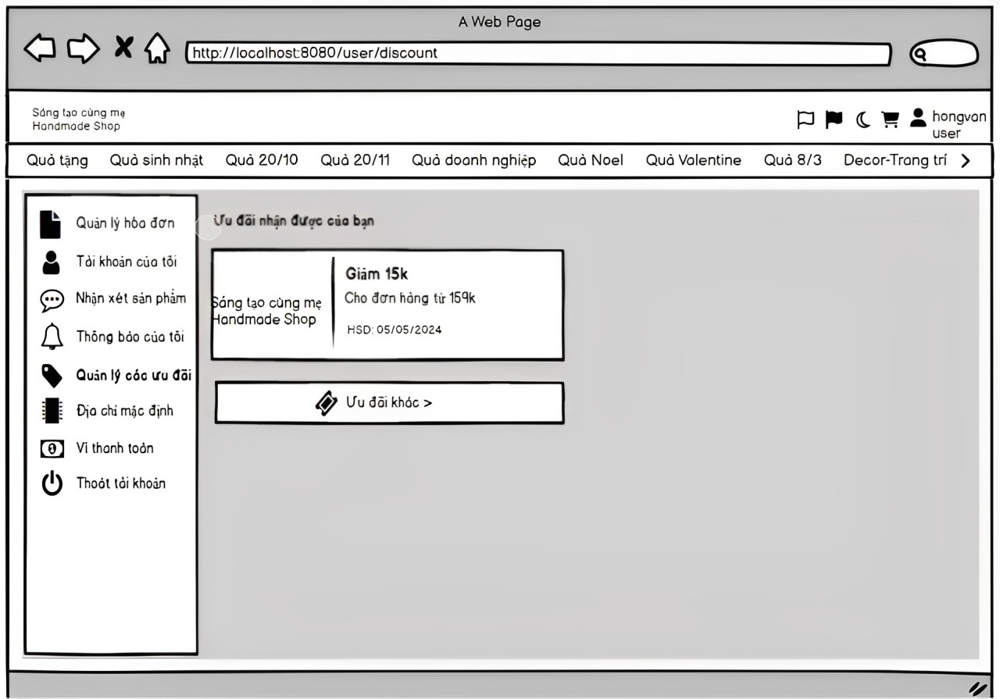 A Web Page
http://localhost:8080/user/discount
Sáng tạo cùng mẹ
Handmade Shop
hongvan
user
Quà tặng Quà sinh nhật Quà 20/10 Quà 20/11 Quà doanh nghiệp Quà Noel Quà Valentine Quà 8/3 Decor-Trang trí
Quản lý hóa đơn
Tài khoản của tôi
Nhận xét sản phẩm
Thông báo của tôi
Quản lý các ưu đãi
Địa chỉ mặc định
Ví thanh toán
Thoát tài khoản
Ưu đãi nhận được của bạn
Sáng tạo cùng mẹ
Handmade Shop
Giảm 15k
Cho đơn hàng từ 159k
HSD: 05/05/2024
Ưu đãi khác >